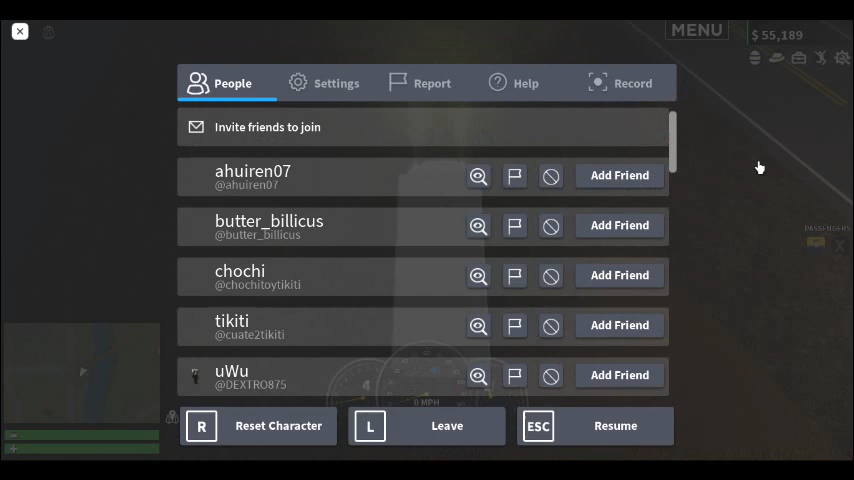 MENU
$ 55,189
People
Settings
Report
Help
Record
Invite friends to join
ahuiren07
@ahuiren07
Add Friend
butter_billicus
@butter_billicus
Add Friend
chochi
@chochitoytikiti
Add Friend
PASSENGERS
X
tikiti
@cuate2tikiti
Add Friend
uWu
@DEXTRO875
Add Friend
0 MPH
R
Reset Character
L
Leave
ESC
Resume